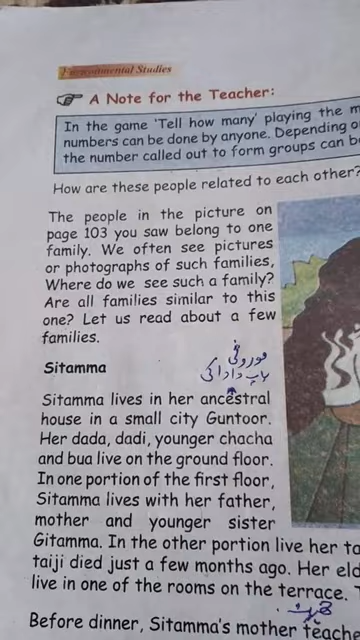 Environmental Studies
A Note for the Teacher:
In the game 'Tell how many' playing the
numbers can be done by anyone. Depending
the number called out to form groups can
How are these people related to each other?
The people in the picture on
page 103 you saw belong to one
family. We often see pictures
or photographs of such families,
Where do we see such a family?
Are all families similar to this
one? Let us read about a few
families.
موروثی
باپ دادا کی
Sitamma
Sitamma lives in her ancestral
house in a small city Guntoor.
Her dada, dadi, younger chacha
and bua live on the ground floor.
In one portion of the first floor,
Sitamma lives with her father,
mother and younger sister
Gitamma. In the other portion live her
taiji died just a few months ago. Her
live in one of the rooms on the terrace.
Before dinner, Sitamma's mother